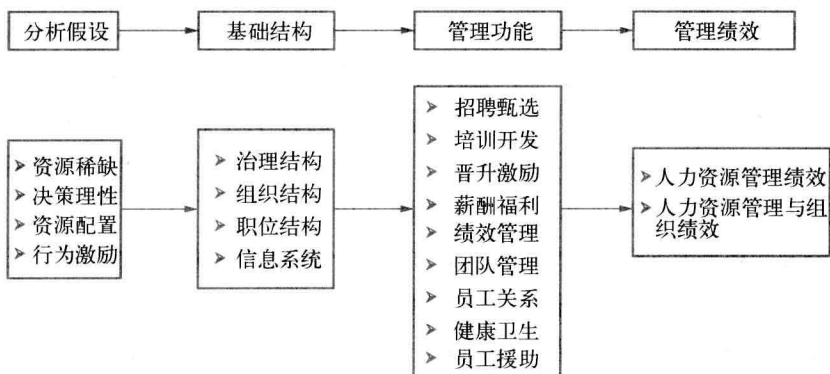 分析假设
基础结构
管理功能
管理绩效
资源稀缺
决策理性
资源配置
行为激励
治理结构
组织结构
职位结构
信息系统
招聘甄选
培训开发
晋升激励
薪酬福利
绩效管理
团队管理
员工关系
健康卫生
员工援助
人力资源管理绩效
人力资源管理与组
织绩效